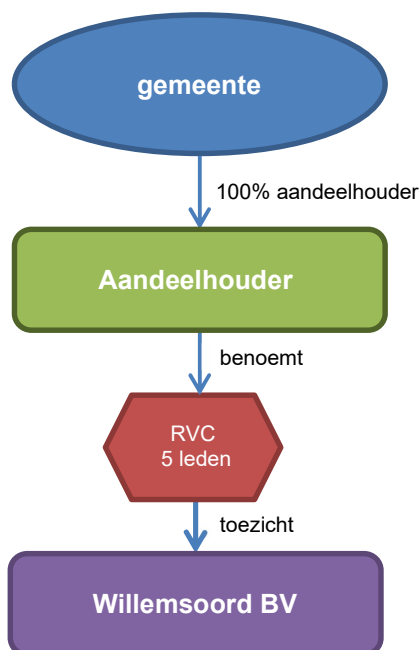 gemeente
100% aandeelhouder
Aandeelhouder
benoemt
RVC
5 leden
toezicht
Willemsoord BV